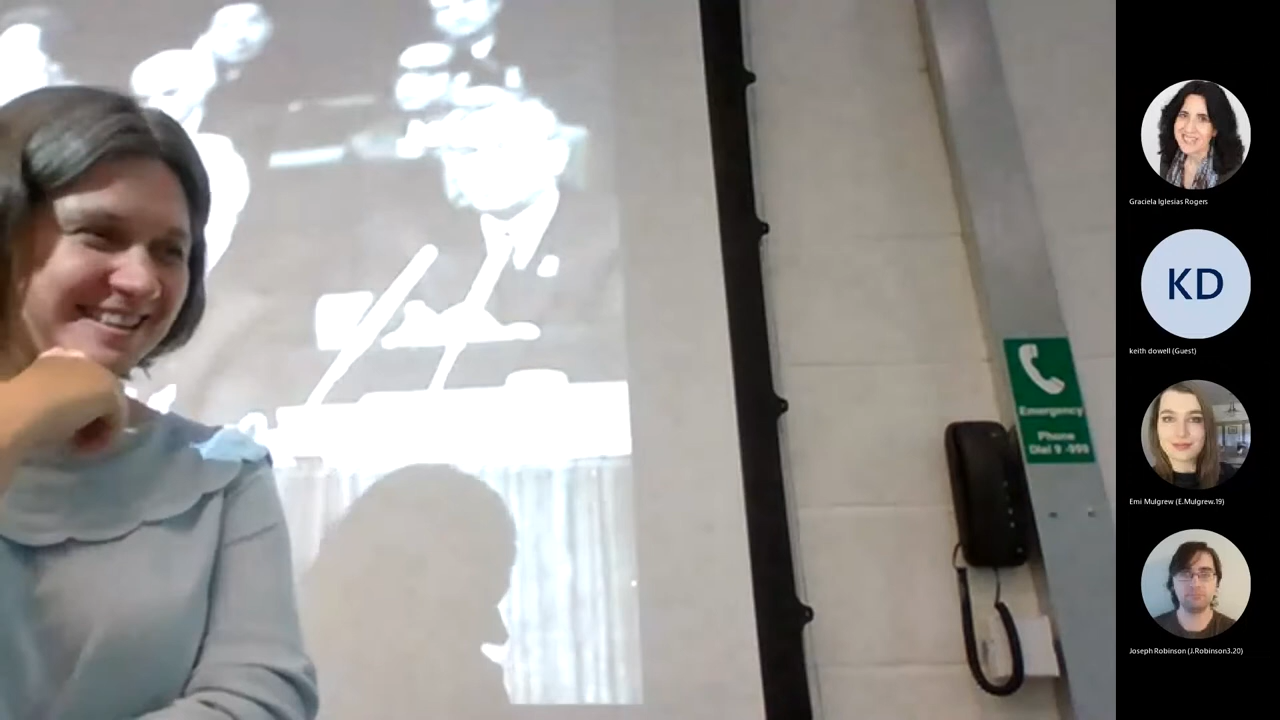 Graciela Iglesias Rogers
KD
keith dowell (Guest)
Emergency
Phone
Dial 9 -999
Emi Mulgrew (E.Mulgrew.19)
Joseph Robinson (J.Robinson3.20)